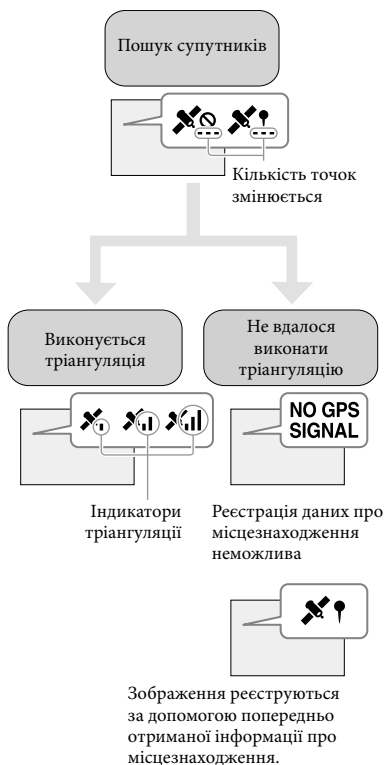 Пошук супутників
Кількість точок
змінюється
Виконується
тріангуляція
Не вдалося
виконати
тріангуляцію
NO GPS
SIGNAL
Індикатори
тріангуляції
Реєстрація даних про
місцезнаходження
неможлива
Зображення реєструються
за допомогою попередньо
отриманої інформації про
місцезнаходження.